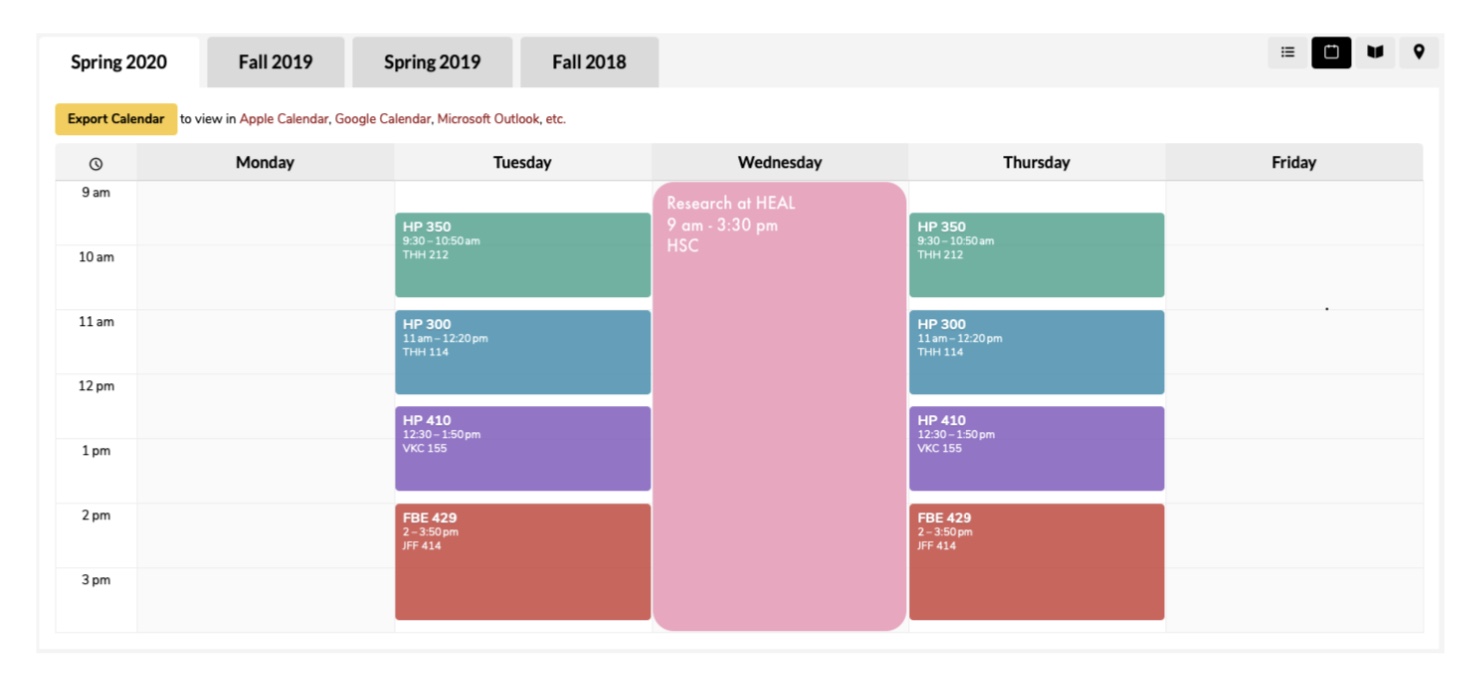 Spring 2020 Fall 2019 Spring 2019 Fall 2018
Export Calendar to view in Apple Calendar, Google Calendar, Microsoft Outlook, etc.
Monday Tuesday Wednesday Thursday Friday
9 am
10 am
11 am
12 pm
1 pm
2 pm
3 pm
HP 350
9:30 – 10:50 am
THH 212
HP 300
11 am – 12:20 pm
THH 114
HP 410
12:30 – 1:50 pm
VKC 155
FBE 429
2 – 3:50 pm
JFF 414
Research at HEAL
9 am - 3:30 pm
HSC
HP 350
9:30 – 10:50 am
THH 212
HP 300
11 am – 12:20 pm
THH 114
HP 410
12:30 – 1:50 pm
VKC 155
FBE 429
2 – 3:50 pm
JFF 414